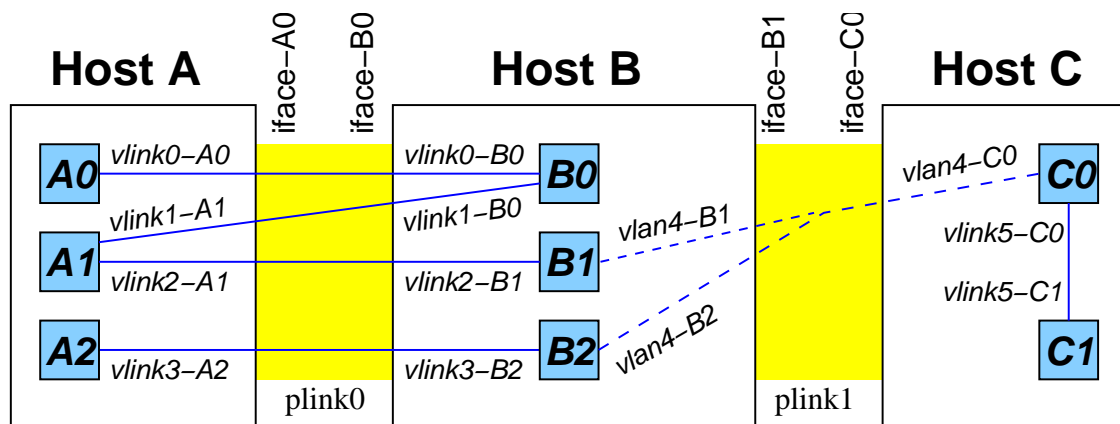 iface–A0
iface–B0
iface–B1
iface–C0
Host A
Host B
Host C
A0
vlink0–A0
vlink0–B0
B0
vlan4–C0
C0
vlink1–A1
vlink1–B0
A1
vlink2–A1
vlink2–B1
B1
vlan4–B1
vlink5–C0
vlink5–C1
A2
vlink3–A2
vlink3–B2
B2
vlan4–B2
C1
plink0
plink1